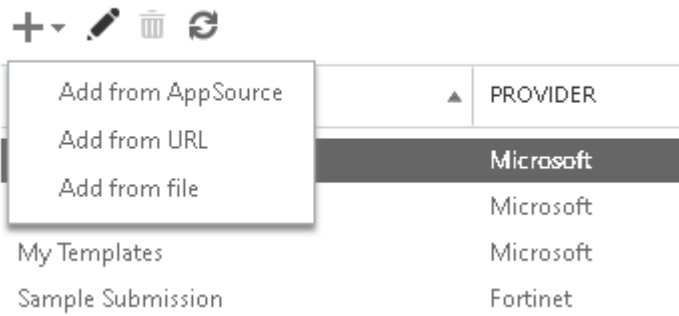 Add from AppSource
PROVIDER
Add from URL
Microsoft
Add from file
Microsoft
My Templates Microsoft
Sample Submission Fortinet